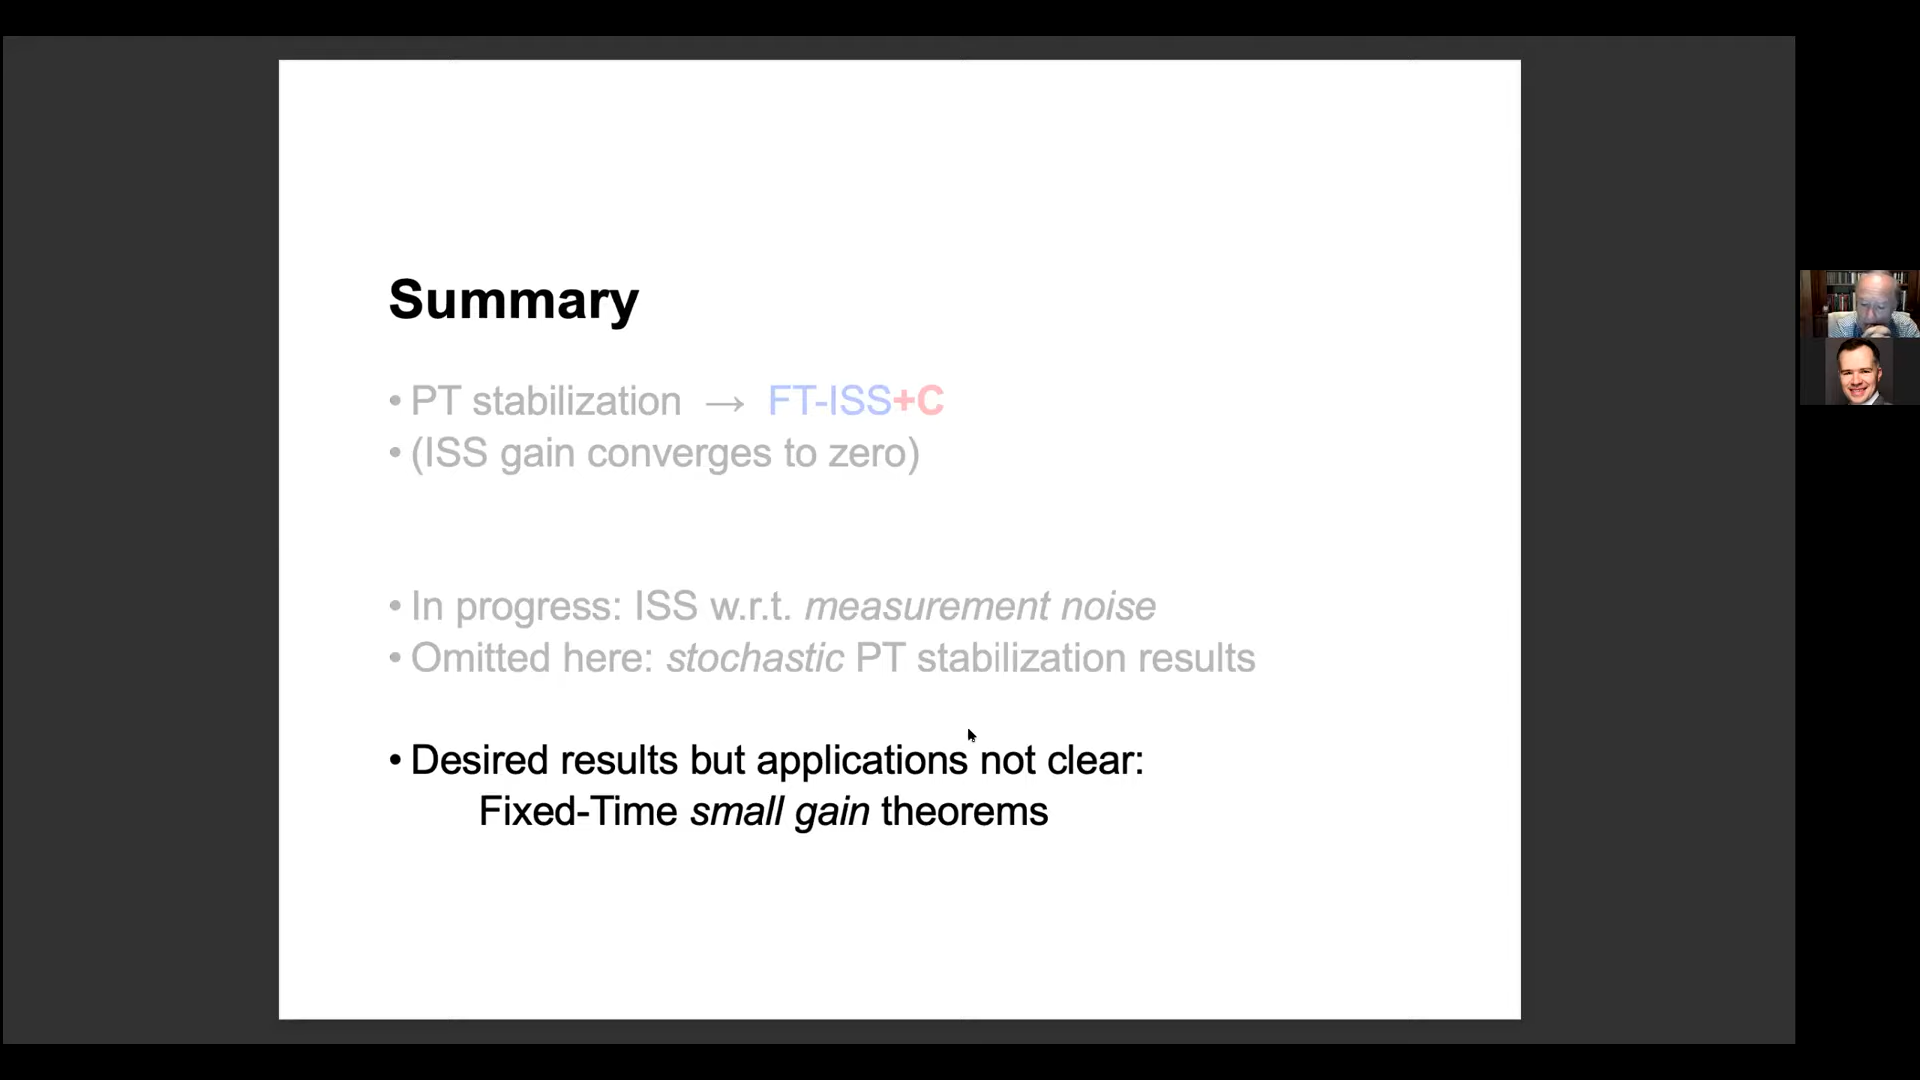 Summary
• PT stabilization → FT-ISS+C
• (ISS gain converges to zero)
• In progress: ISS w.r.t. measurement noise
• Omitted here: stochastic PT stabilization results
• Desired results but applications not clear:
Fixed-Time small gain theorems